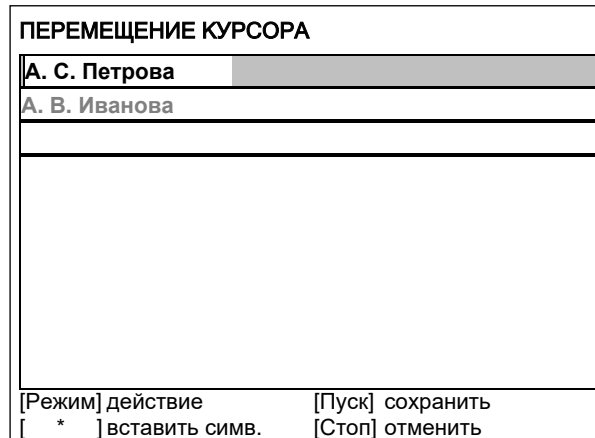 ПЕРЕМЕЩЕНИЕ КУРСОРА
А. С. Петрова
А. В. Иванова
[Режим] действие [Пуск] сохранить
[ * ] вставить симв. [Стоп] отменить